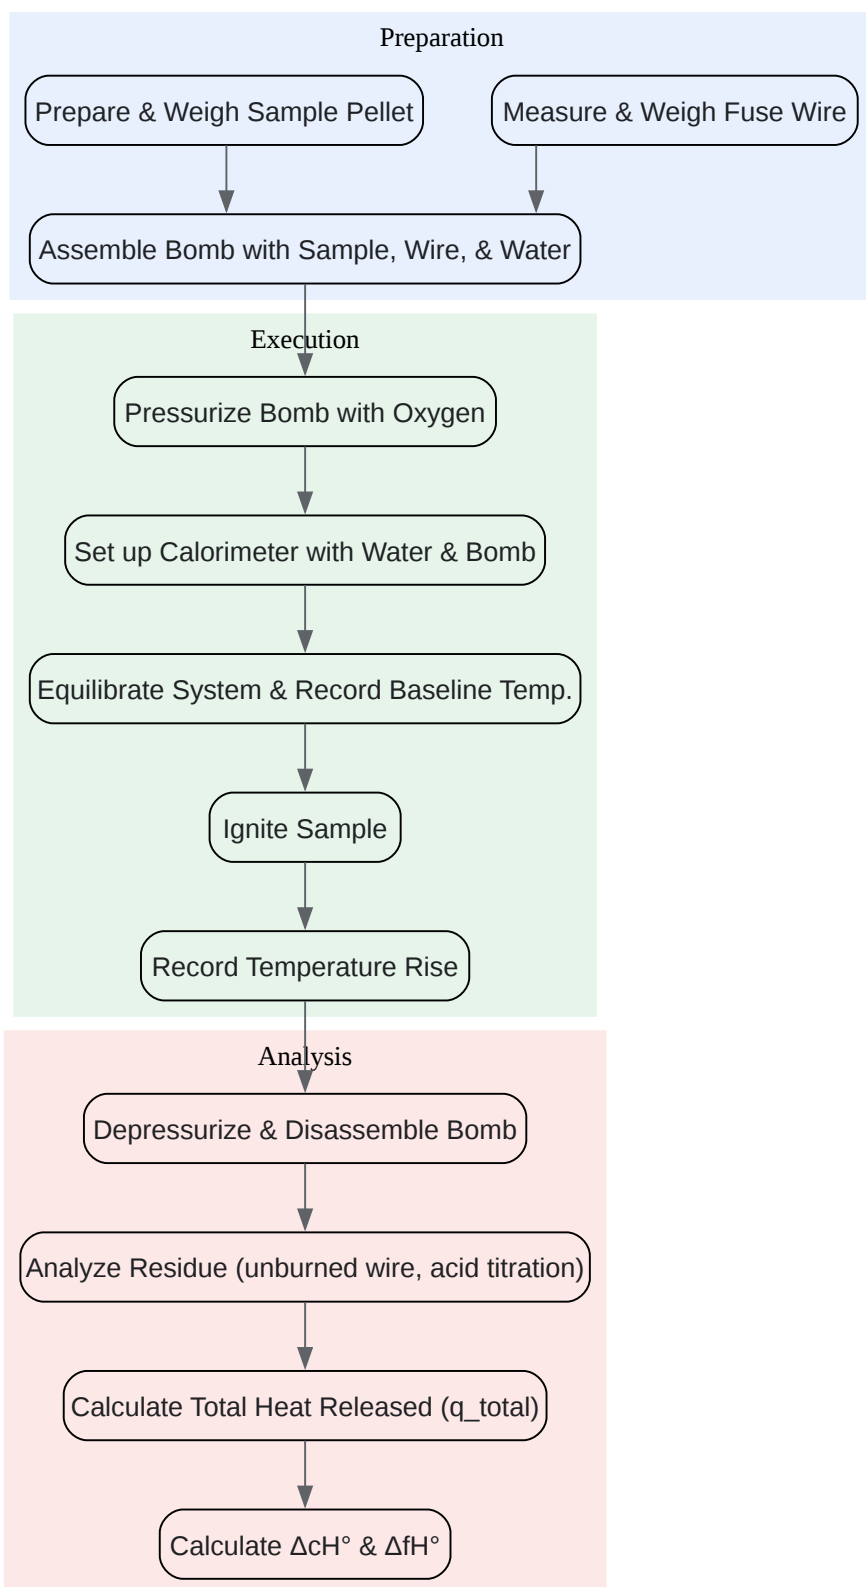 Preparation
Prepare & Weigh Sample Pellet
Measure & Weigh Fuse Wire
Assemble Bomb with Sample, Wire, & Water
Execution
Pressurize Bomb with Oxygen
Set up Calorimeter with Water & Bomb
Equilibrate System & Record Baseline Temp.
Ignite Sample
Record Temperature Rise
Analysis
Depressurize & Disassemble Bomb
Analyze Residue (unburned wire, acid titration)
Calculate Total Heat Released (q_total)
Calculate ΔcH° & ΔfH°